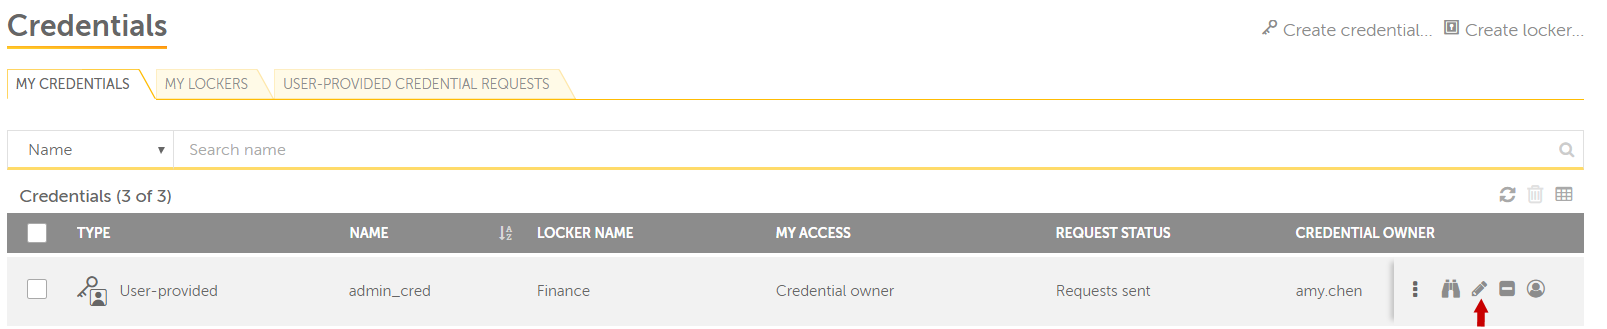 Credentials
Create credential... Create locker...
MY CREDENTIALS MY LOCKERS USER-PROVIDED CREDENTIAL REQUESTS
Name Search name
Credentials (3 of 3)
TYPE NAME LOCKER NAME MY ACCESS REQUEST STATUS CREDENTIAL OWNER
User-provided admin_cred Finance Credential owner Requests sent amy.chen